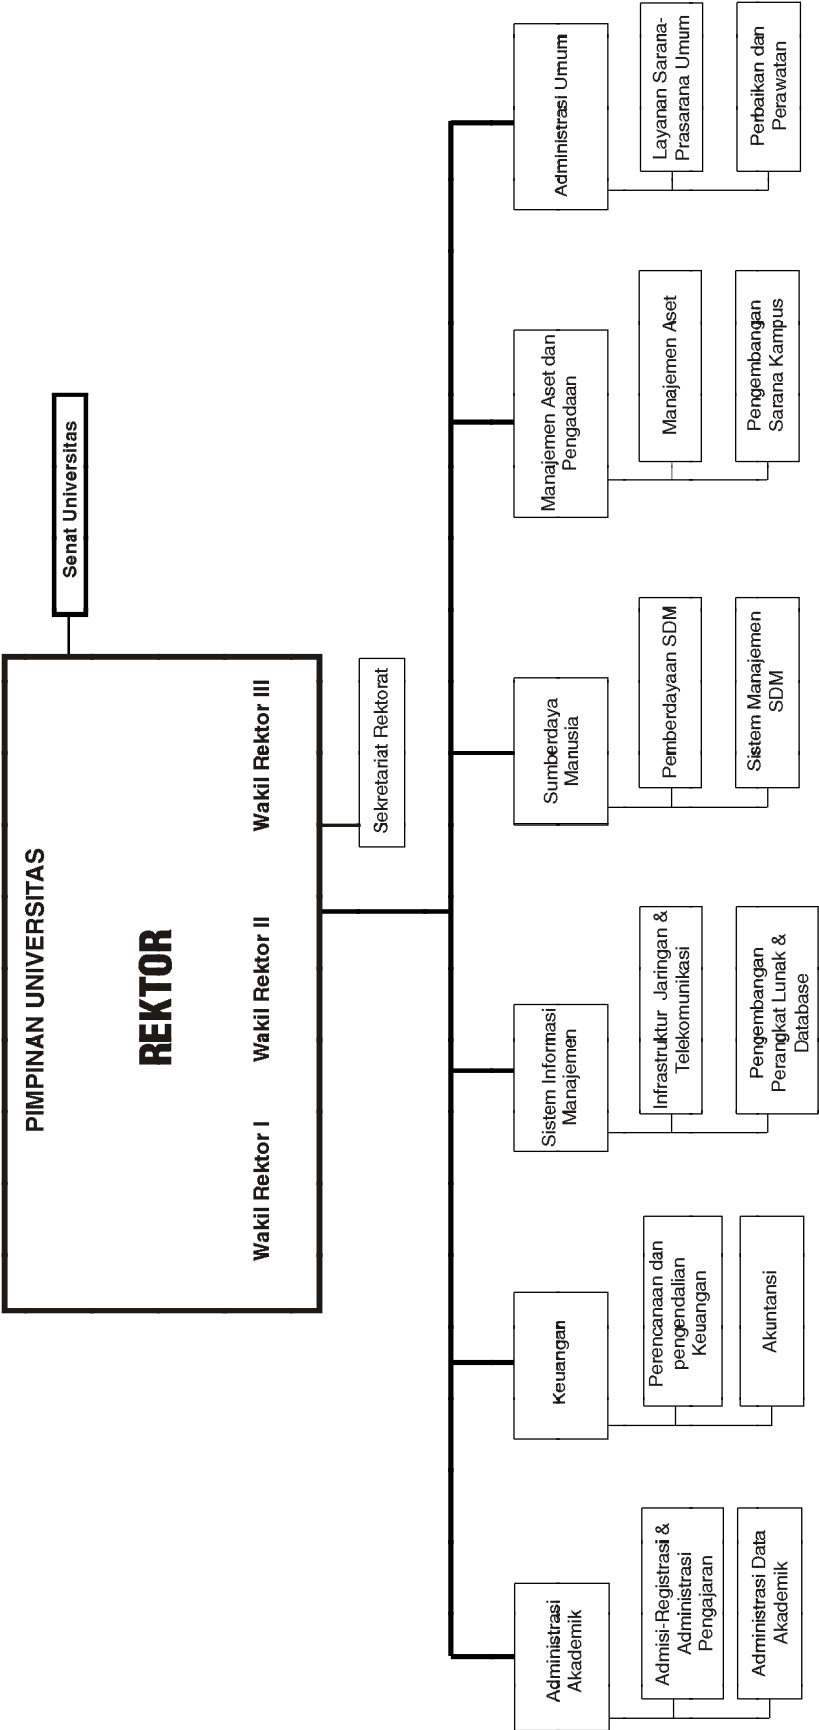 PIMPINAN UNIVERSITAS
REKTOR
Wakil Rektor I
Wakil Rektor II
Wakil Rektor III
Senat Universitas
Sekretariat Rektorat
Administrasi
Akademik
Admisi-Registrasi &
Administrasi
Pengajaran
Administrasi Data
Akademik
Keuangan
Perencanaan dan
pengendalian
Keuangan
Akuntansi
Sistem Informasi
Manajemen
Infrastruktur Jaringan &
Telekomunikasi
Pengembangan
Perangkat Lunak &
Database
Sumberdaya
Manusia
Pemberdayaan SDM
Sistem Manajemen
SDM
Manajemen Aset dan
Pengadaan
Manajemen Aset
Pengembangan
Sarana Kampus
Administrasi Umum
Layanan Sarana-
Prasarana Umum
Perbaikan dan
Perawatan